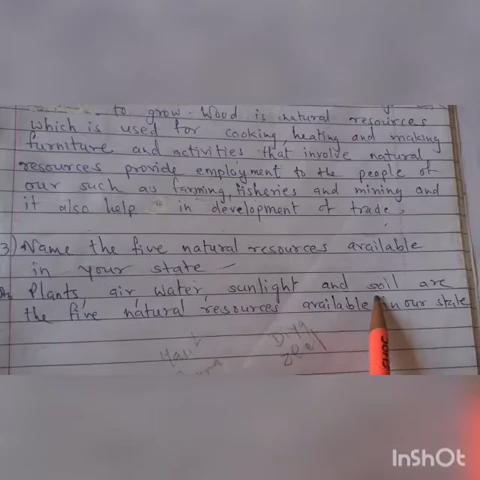 to grow. Wood is natural resources
which is used for cooking, heating and making
furniture and activities that involve natural
resources provide employment to the people of
our such as farming, fisheries and mining and
it also help in development of trade.
3) Name the five natural resources available
in your state -
Ans Plants, air, water, sunlight and soil are
the five natural resources available in our state
InShOt